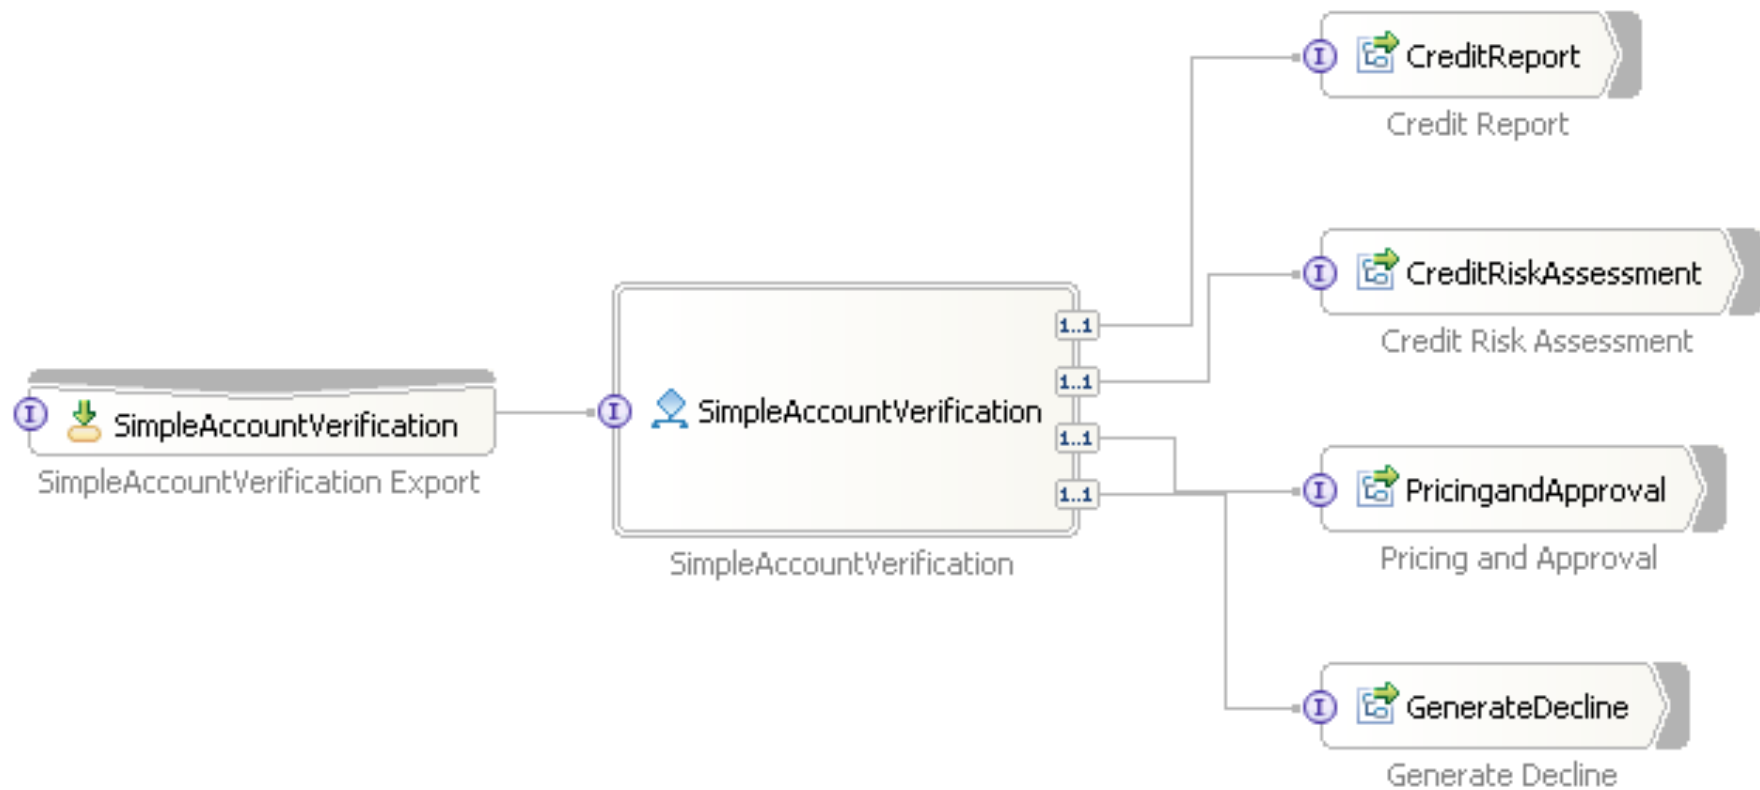 I CreditReport
Credit Report
I CreditRiskAssessment
Credit Risk Assessment
1..1
1..1
I SimpleAccountVerification
I SimpleAccountVerification
1..1
1..1
SimpleAccountVerification Export
SimpleAccountVerification
I PricingandApproval
Pricing and Approval
I GenerateDecline
Generate Decline